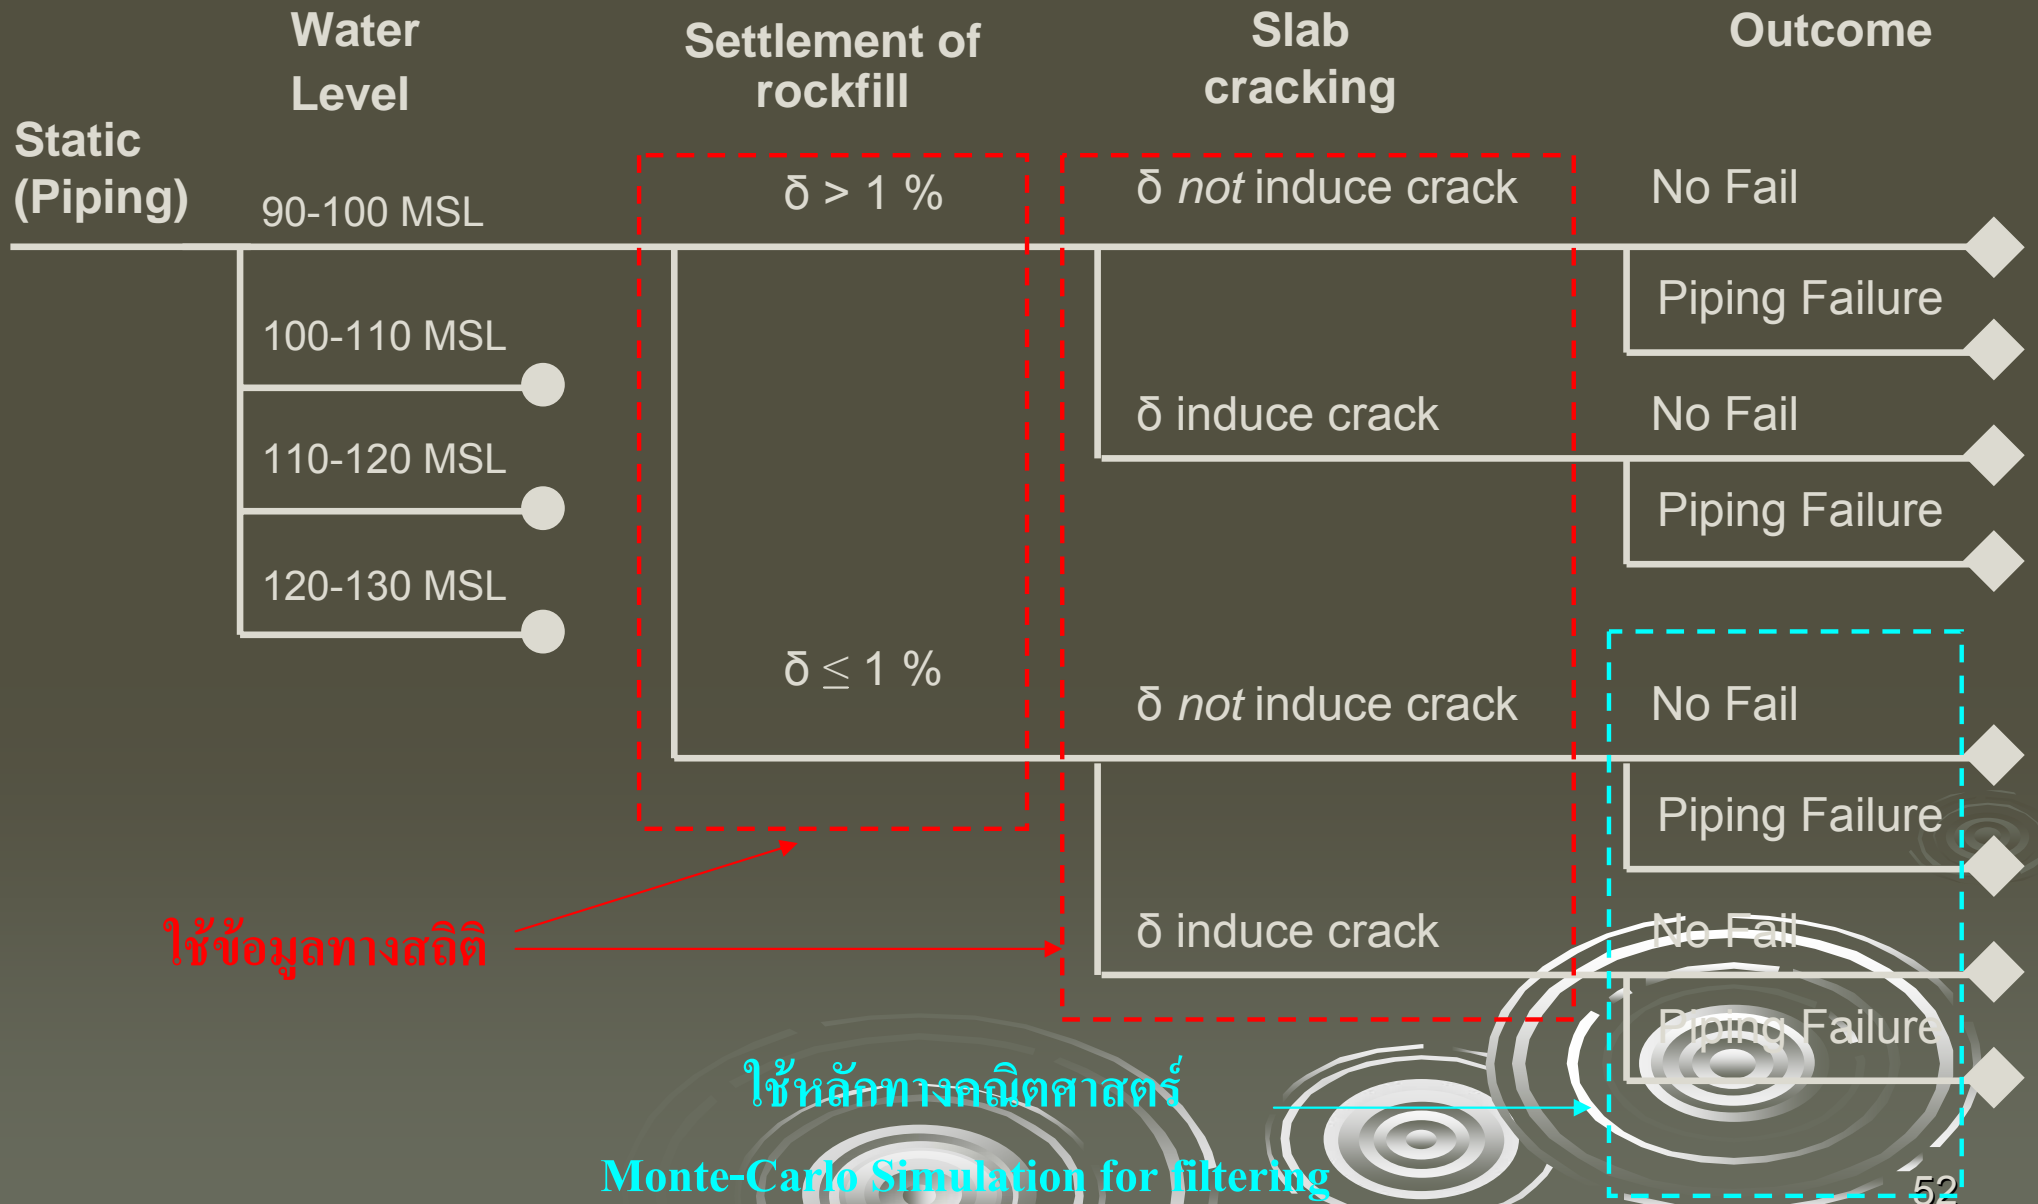 Water
Level
Settlement of
rockfill
Slab
cracking
Outcome
Static
(Piping)
90-100 MSL
δ > 1 %
δ not induce crack
No Fail
Piping Failure
100-110 MSL
δ induce crack
No Fail
110-120 MSL
Piping Failure
120-130 MSL
δ ≤ 1 %
δ not induce crack
No Fail
Piping Failure
ใช้ข้อมูลทางสถิติ
δ induce crack
No Fail
Piping Failure
ใช้หลักทางคณิตศาสตร์
Monte-Carlo Simulation for filtering
52